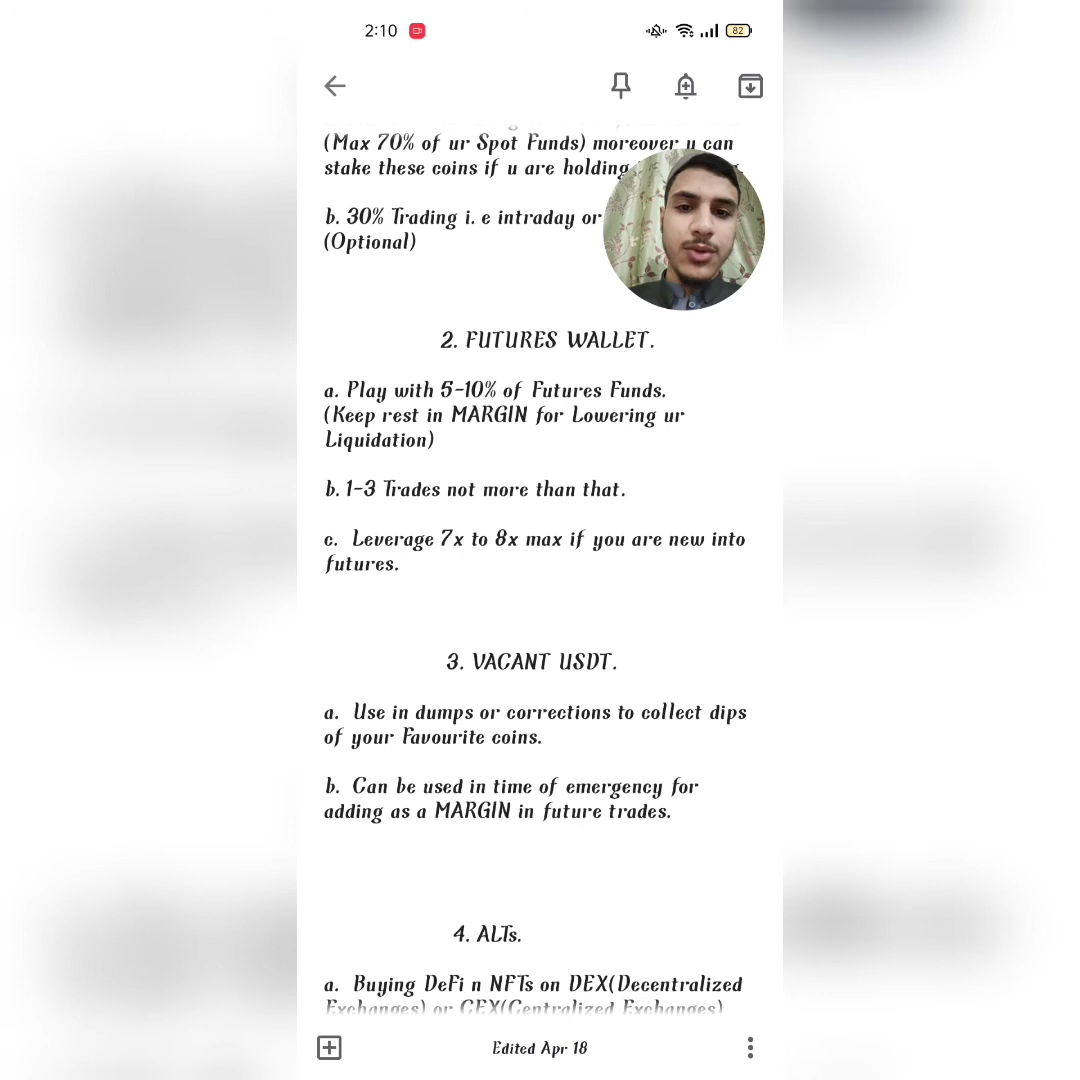 2:10
82
(Max 70% of ur Spot Funds) moreover u can
stake these coins if u are holding
b. 30% Trading i. e intraday or
(Optional)
2. FUTURES WALLET.
a. Play with 5-10% of Futures Funds.
(Keep rest in MARGIN for Lowering ur
Liquidation)
b. 1-3 Trades not more than that.
c. Leverage 7x to 8x max if you are new into
futures.
3. VACANT USDT.
a. Use in dumps or corrections to collect dips
of your Favourite coins.
b. Can be used in time of emergency for
adding as a MARGIN in future trades.
4. ALTs.
a. Buying DeFi n NFTs on DEX(Decentralized
Exchanges) or CEX(Centralized Exchanges)
Edited Apr 18